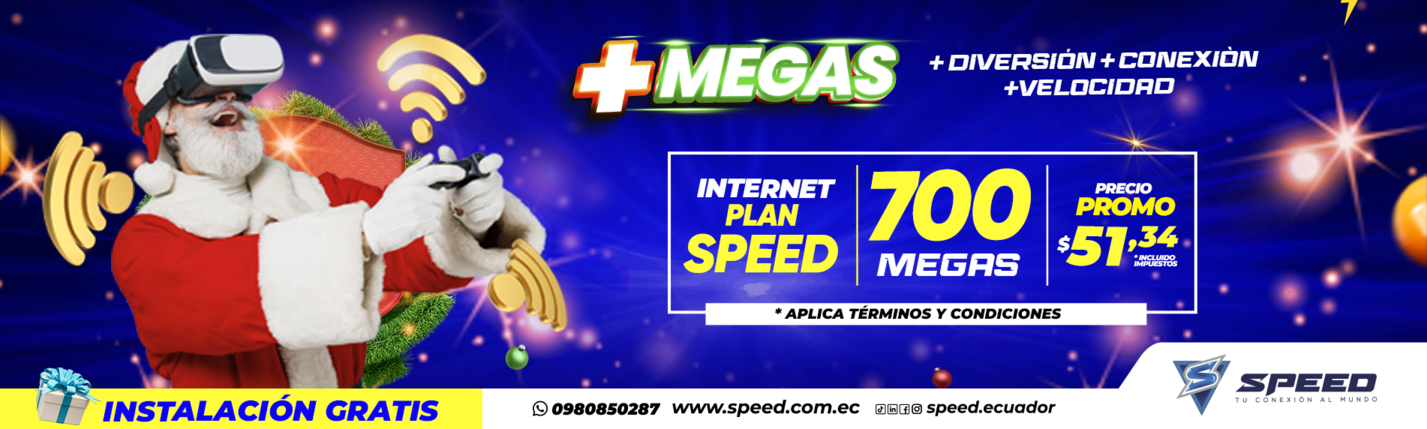 +MEGAS
+ DIVERSIÓN + CONEXIÒN
+VELOCIDAD
INTERNET
PLAN
SPEED
700
MEGAS
PRECIO
PROMO
$51,34
* INCLUIDO
IMPUESTOS
* APLICA TÉRMINOS Y CONDICIONES
INSTALACIÓN GRATIS
0980850287 www.speed.com.ec speed.ecuador
SPEED
TU CONEXIÓN AL MUNDO